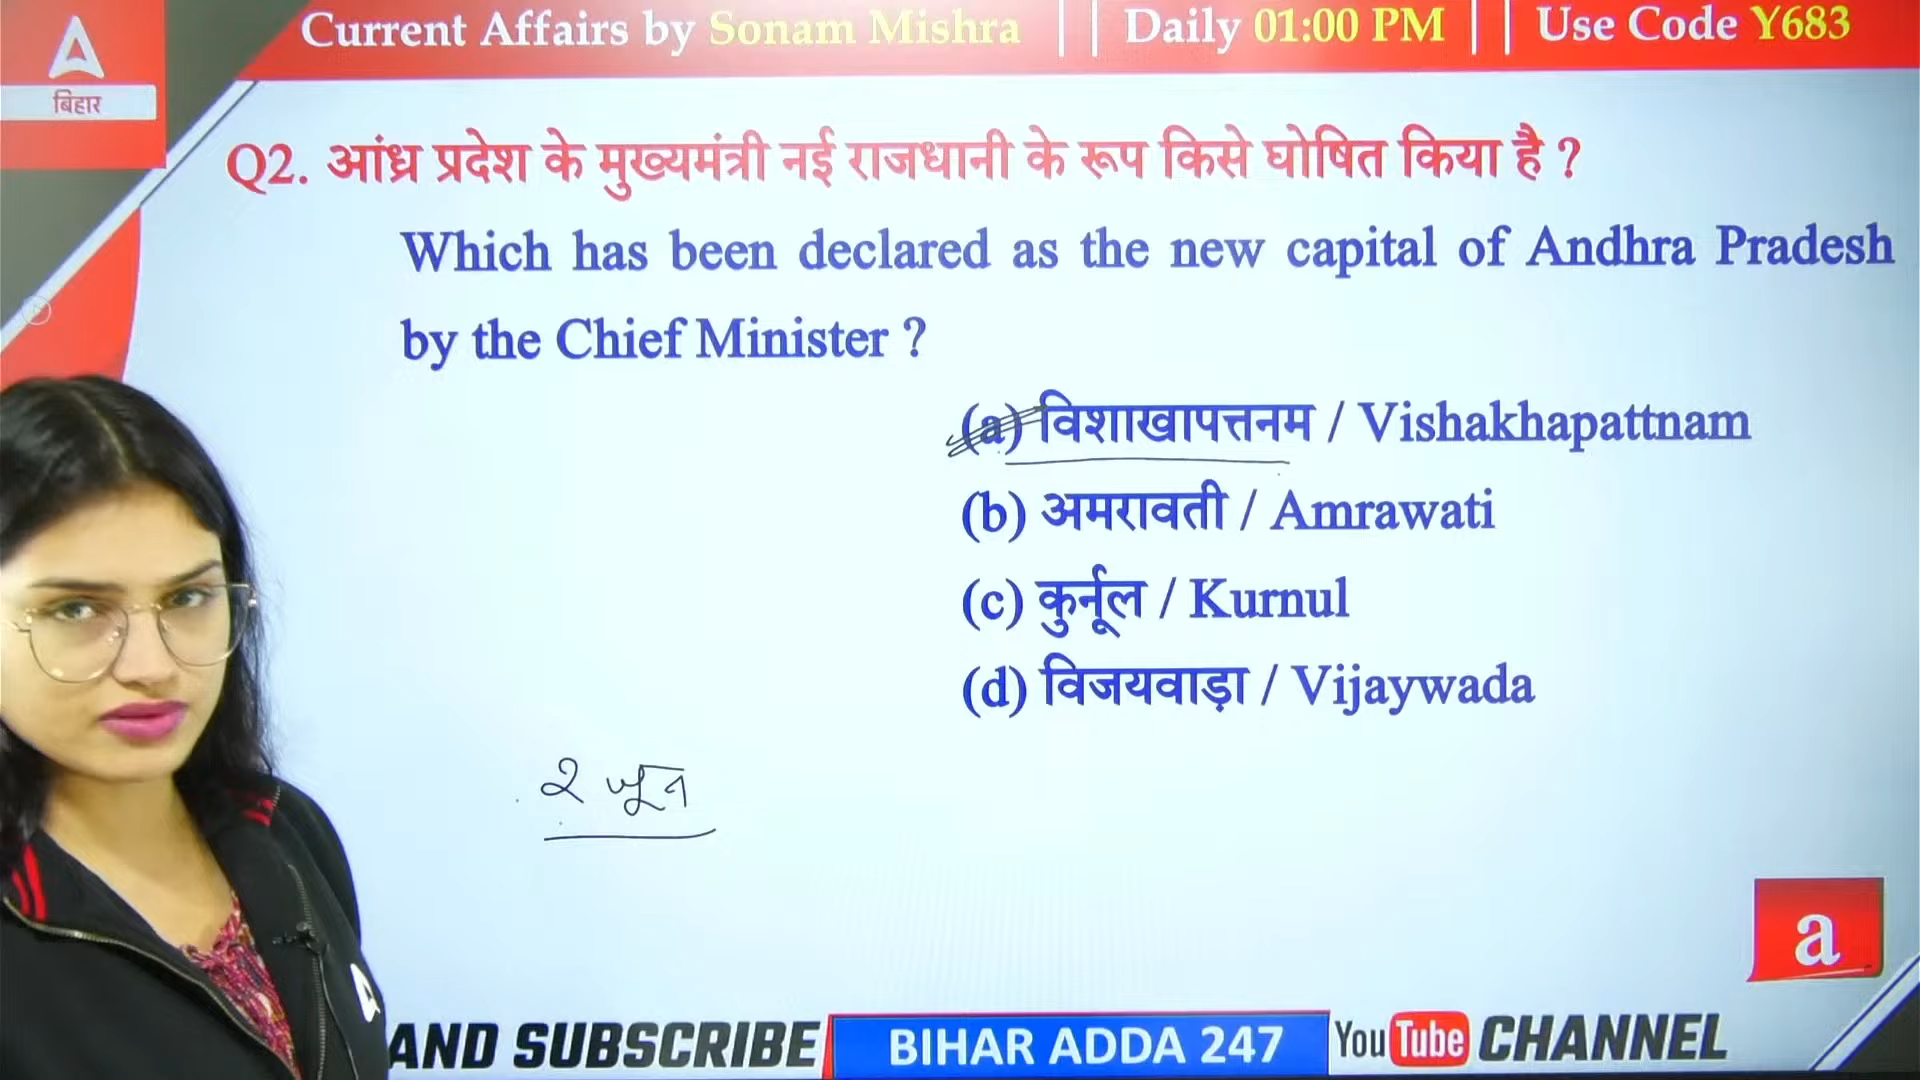 Current Affairs by Sonam Mishra || Daily 01:00 PM || Use Code Y683
बिहार
Q2. आंध्र प्रदेश के मुख्यमंत्री नई राजधानी के रूप किसे घोषित किया है ?
Which has been declared as the new capital of Andhra Pradesh
by the Chief Minister ?
(a) विशाखापत्तनम / Vishakhapattnam
(b) अमरावती / Amrawati
(c) कुर्नूल / Kurnul
(d) विजयवाड़ा / Vijaywada
२ जून
a
AND SUBSCRIBE BIHAR ADDA 247 YouTube CHANNEL